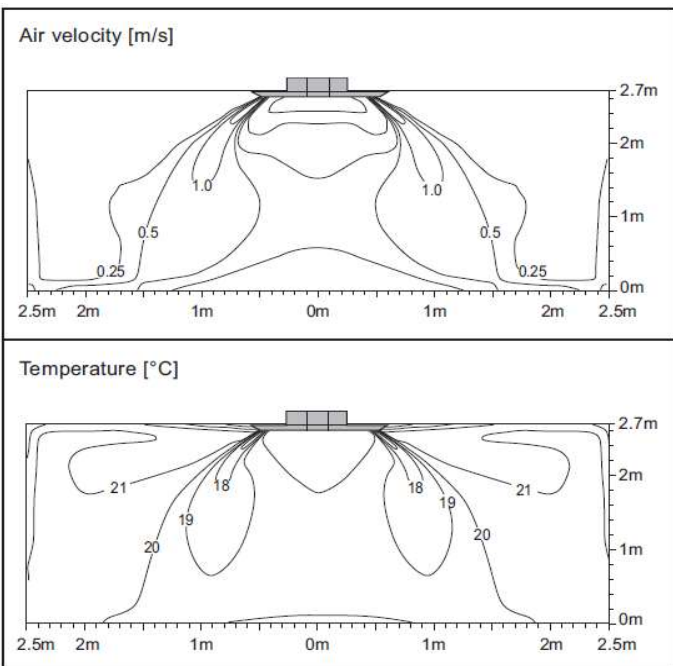 Air velocity [m/s]
2.7m
2m
1.0 1.0
1m
0.5 0.5
0.25 0.25
0m
2.5m 2m 1m 0m 1m 2m 2.5m
Temperature [°C]
2.7m
2m
21 18 18 21
19 19
20 20
1m
0m
2.5m 2m 1m 0m 1m 2m 2.5m